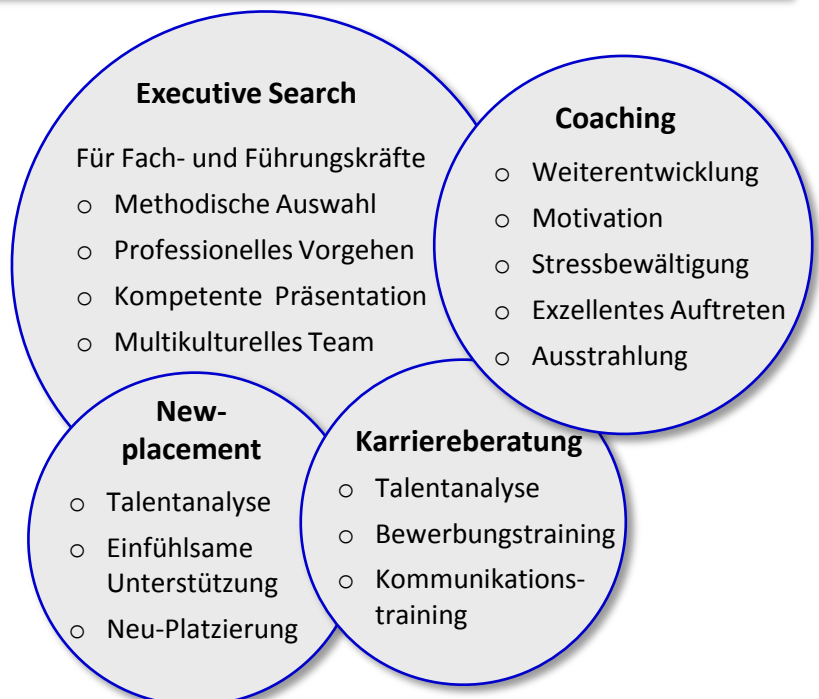 Executive Search
Für Fach- und Führungskräfte
o Methodische Auswahl
o Professionelles Vorgehen
o Kompetente Präsentation
o Multikulturelles Team
Coaching
o Weiterentwicklung
o Motivation
o Stressbewältigung
o Exzellentes Auftreten
o Ausstrahlung
New-
placement
o Talentanalyse
o Einfühlsame
Unterstützung
o Neu-Platzierung
Karriereberatung
o Talentanalyse
o Bewerbungstraining
o Kommunikations-
training